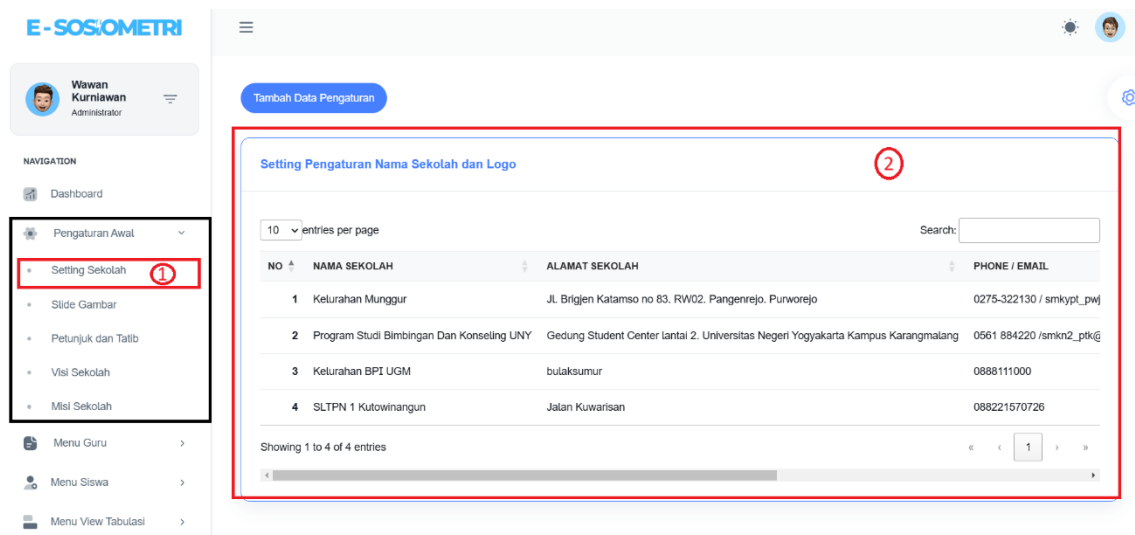 E-SOSiOMETRI
Wawan
Kurniawan
Administrator
NAVIGATION
Dashboard
Pengaturan Awal
Setting Sekolah
1
Slide Gambar
Petunjuk dan Tatib
Visi Sekolah
Misi Sekolah
Menu Guru
Menu Siswa
Menu View Tabulasi
Tambah Data Pengaturan
Setting Pengaturan Nama Sekolah dan Logo
2
10 entries per page Search:
NO NAMA SEKOLAH ALAMAT SEKOLAH PHONE / EMAIL
1 Kelurahan Munggur Jl. Brigjen Katamso no 83. RW02. Pangenrejo. Purworejo 0275-322130 / smkypt_pwj
2 Program Studi Bimbingan Dan Konseling UNY Gedung Student Center lantai 2. Universitas Negeri Yogyakarta Kampus Karangmalang 0561 884220 /smkn2_ptk@
3 Kelurahan BPI UGM bulaksumur 0888111000
4 SLTPN 1 Kutowinangun Jalan Kuwarisan 088221570726
Showing 1 to 4 of 4 entries « ‹ 1 › »